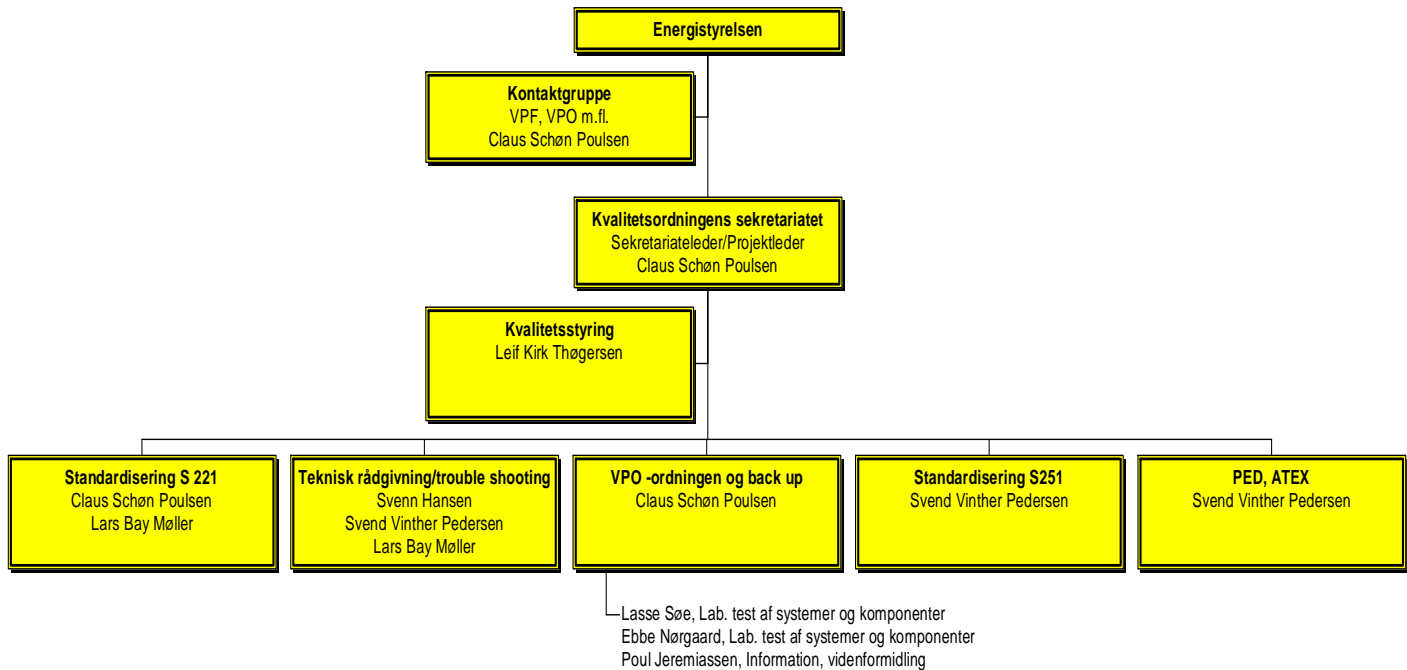 Energistyrelsen
Kontaktgruppe
VPF, VPO m.fl.
Claus Schøn Poulsen
Kvalitetsordningens sekretariatet
Sekretariateleder/Projektleder
Claus Schøn Poulsen
Kvalitetsstyring
Leif Kirk Thøgersen
Standardisering S 221
Claus Schøn Poulsen
Lars Bay Møller
Teknisk rådgivning/trouble shooting
Svenn Hansen
Svend Vinther Pedersen
Lars Bay Møller
VPO -ordningen og back up
Claus Schøn Poulsen
Standardisering S251
Svend Vinther Pedersen
PED, ATEX
Svend Vinther Pedersen
Lasse Søe, Lab. test af systemer og komponenter
Ebbe Nørgaard, Lab. test af systemer og komponenter
Poul Jeremiassen, Information, videnformidling